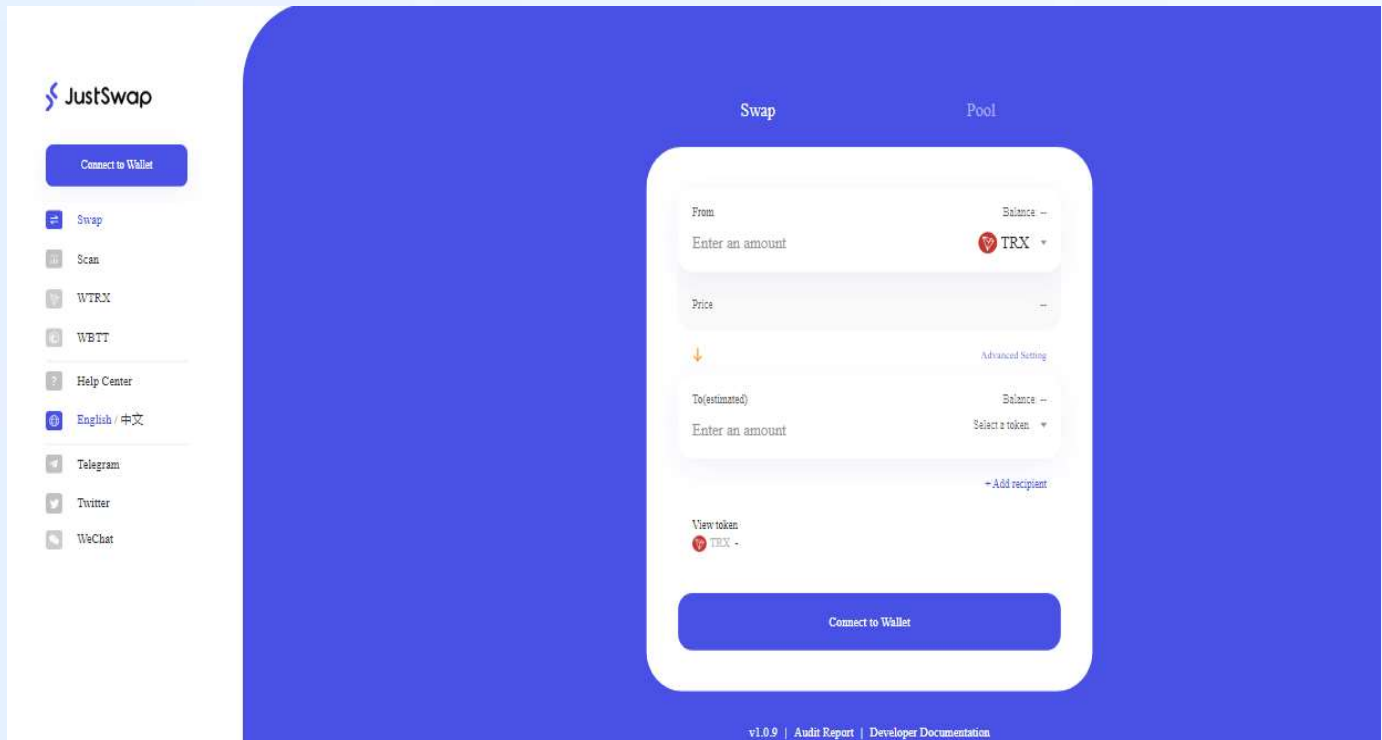 JustSwap
Connect to Wallet
Swap
Scan
WTRX
WBTT
Help Center
English / 中文
Telegram
Twitter
WeChat
Swap
Pool
From
Balance: --
Enter an amount
TRX
Price
--
Advanced Setting
To(estimated)
Balance: --
Enter an amount
Select a token
+ Add recipient
View token
TRX -
Connect to Wallet
v1.0.9 | Audit Report | Developer Documentation